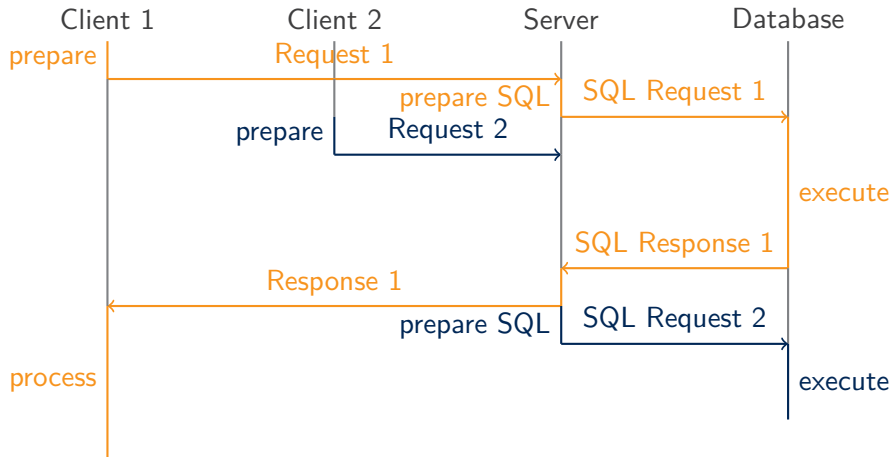 Client 1
Client 2
Server
Database
prepare
Request 1
prepare SQL
SQL Request 1
prepare
Request 2
execute
SQL Response 1
Response 1
prepare SQL
SQL Request 2
process
execute